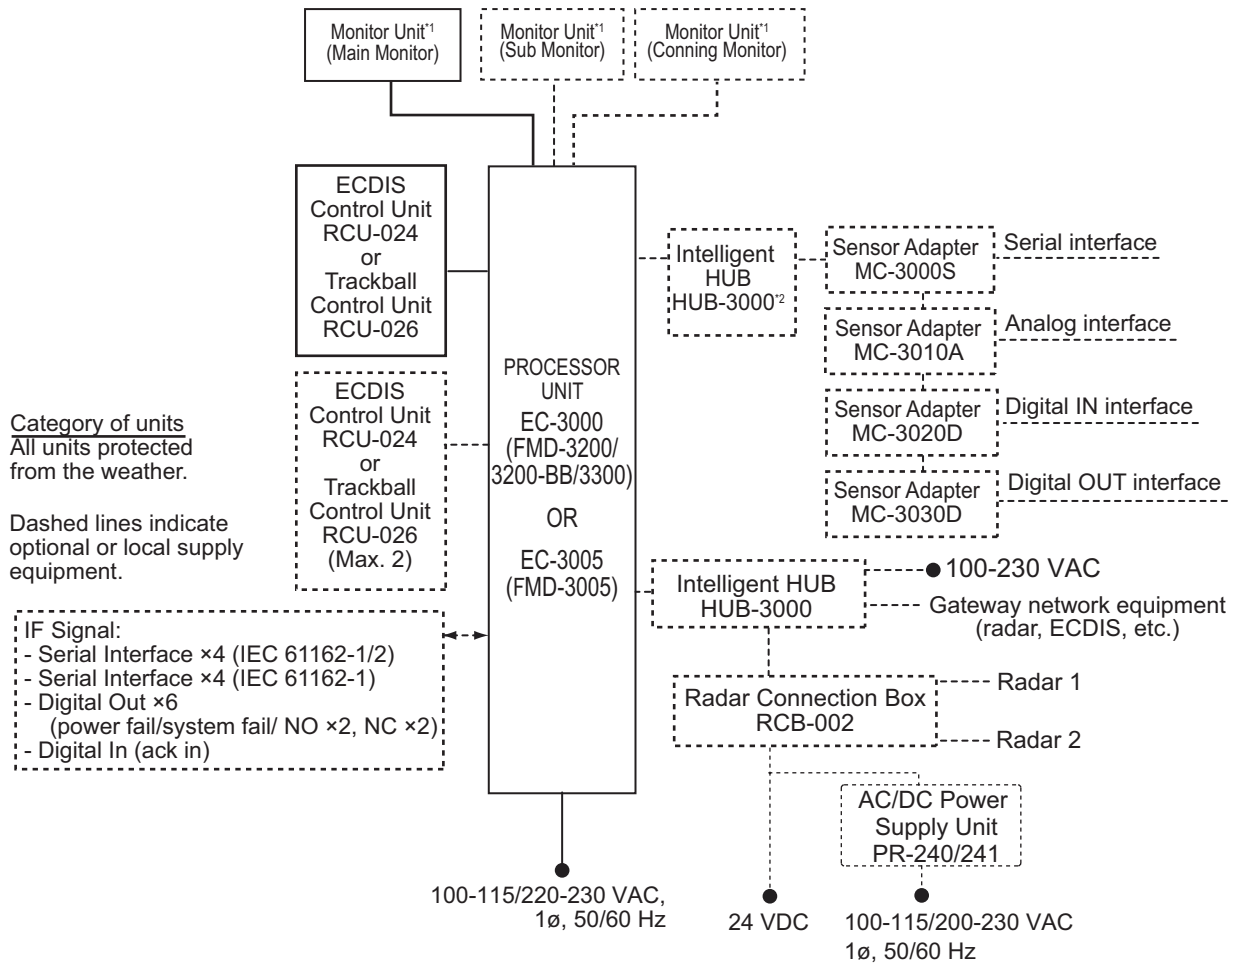 Monitor Unit*1
(Main Monitor)
Monitor Unit*1
(Sub Monitor)
Monitor Unit*1
(Conning Monitor)
ECDIS
Control Unit
RCU-024
or
Trackball
Control Unit
RCU-026
ECDIS
Control Unit
RCU-024
or
Trackball
Control Unit
RCU-026
(Max. 2)
Category of units
All units protected
from the weather.
Dashed lines indicate
optional or local supply
equipment.
IF Signal:
- Serial Interface ×4 (IEC 61162-1/2)
- Serial Interface ×4 (IEC 61162-1)
- Digital Out ×6
(power fail/system fail/ NO ×2, NC ×2)
- Digital In (ack in)
PROCESSOR
UNIT
EC-3000
(FMD-3200/
3200-BB/3300)
OR
EC-3005
(FMD-3005)
100-115/220-230 VAC,
1ø, 50/60 Hz
Intelligent
HUB
HUB-3000*2
Sensor Adapter
MC-3000S
Serial interface
Sensor Adapter
MC-3010A
Analog interface
Sensor Adapter
MC-3020D
Digital IN interface
Sensor Adapter
MC-3030D
Digital OUT interface
Intelligent HUB
HUB-3000
100-230 VAC
Gateway network equipment
(radar, ECDIS, etc.)
Radar Connection Box
RCB-002
Radar 1
Radar 2
AC/DC Power
Supply Unit
PR-240/241
24 VDC
100-115/200-230 VAC
1ø, 50/60 Hz